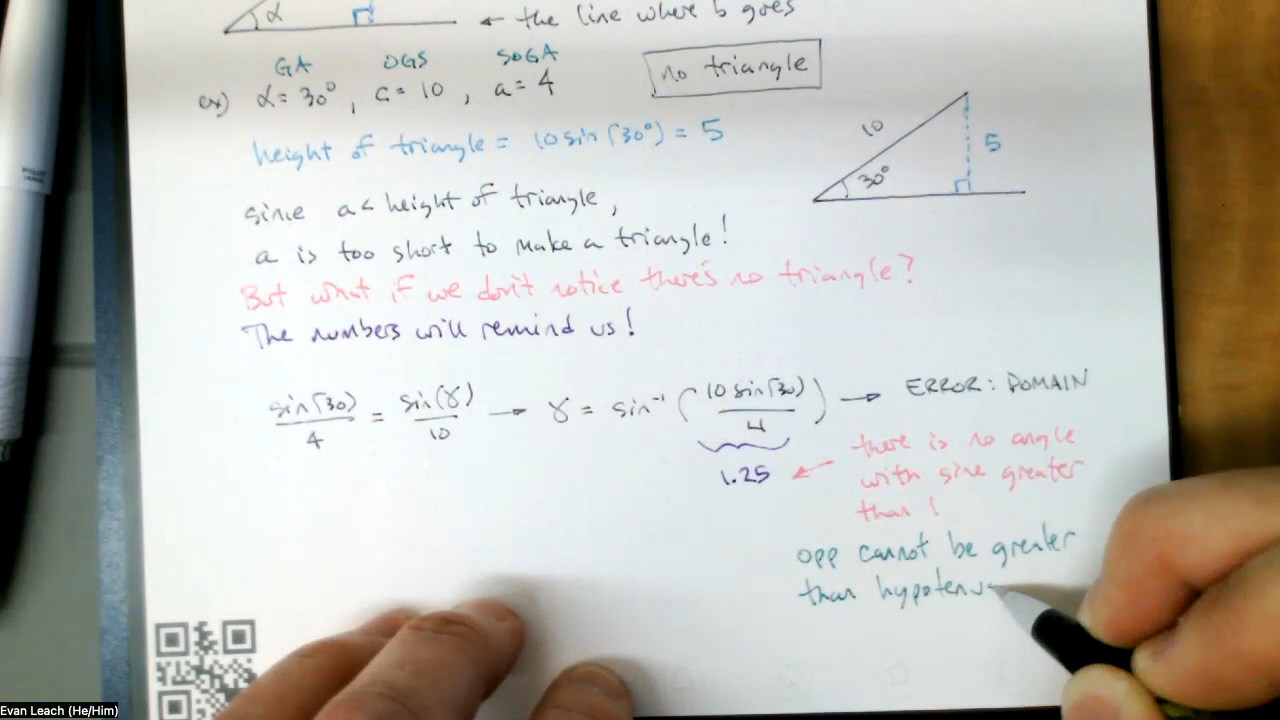 α
← the line where b goes
GA OGS SOGA
ex) α = 30°, c = 10, a = 4
no triangle
height of triangle = 10 sin(30°) = 5
10
5
30°
since a < height of triangle,
a is too short to make a triangle!
But what if we don't notice there's no triangle?
The numbers will remind us!
sin(30)/4 = sin(γ)/10 → γ = sin⁻¹(10 sin(30)/4) → ERROR: DOMAIN
1.25
there is no angle
with sine greater
than 1
opp cannot be greater
than hypotenus
Evan Leach (He/Him)